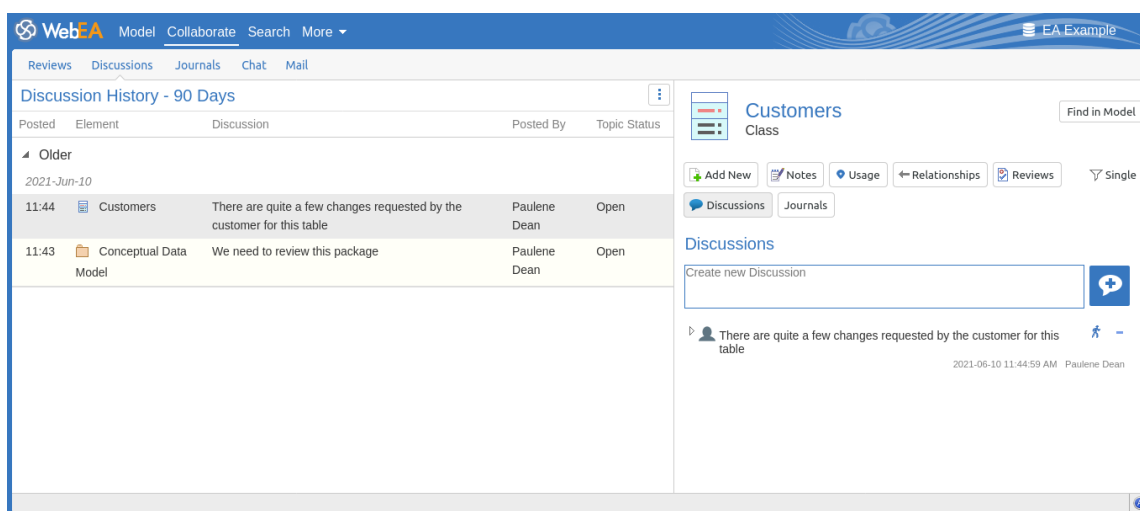 WebEA Model Collaborate Search More EA Example
Reviews Discussions Journals Chat Mail
Discussion History - 90 Days
Posted Element Discussion Posted By Topic Status
Older
2021-Jun-10
11:44 Customers There are quite a few changes requested by the Paulene Open
customer for this table Dean
11:43 Conceptual Data We need to review this package Paulene Open
Model Dean
Customers Find in Model
Class
Add New Notes Usage Relationships Reviews Single
Discussions Journals
Discussions
Create new Discussion
There are quite a few changes requested by the customer for this
table
2021-06-10 11:44:59 AM Paulene Dean